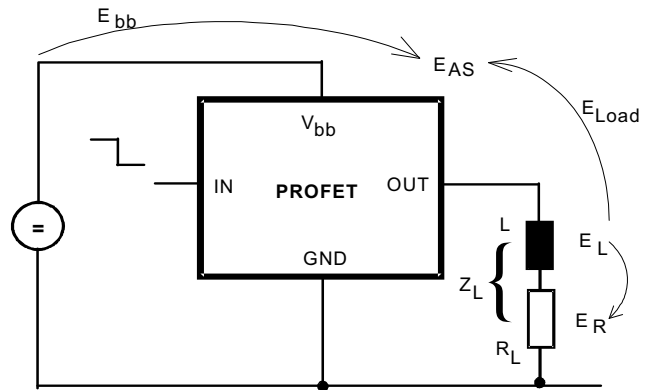 E bb
E AS
E Load
V bb
IN
PROFET
OUT
GND
L
E L
Z L
E R
R L
=